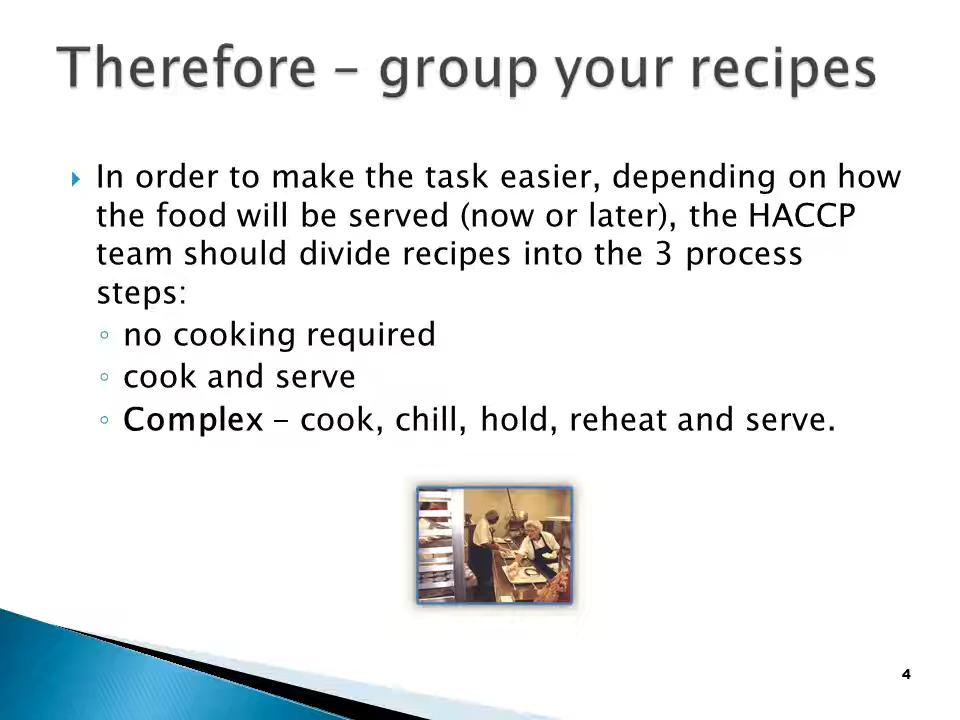 Therefore – group your recipes
In order to make the task easier, depending on how
the food will be served (now or later), the HACCP
team should divide recipes into the 3 process
steps:
no cooking required
cook and serve
Complex – cook, chill, hold, reheat and serve.
4